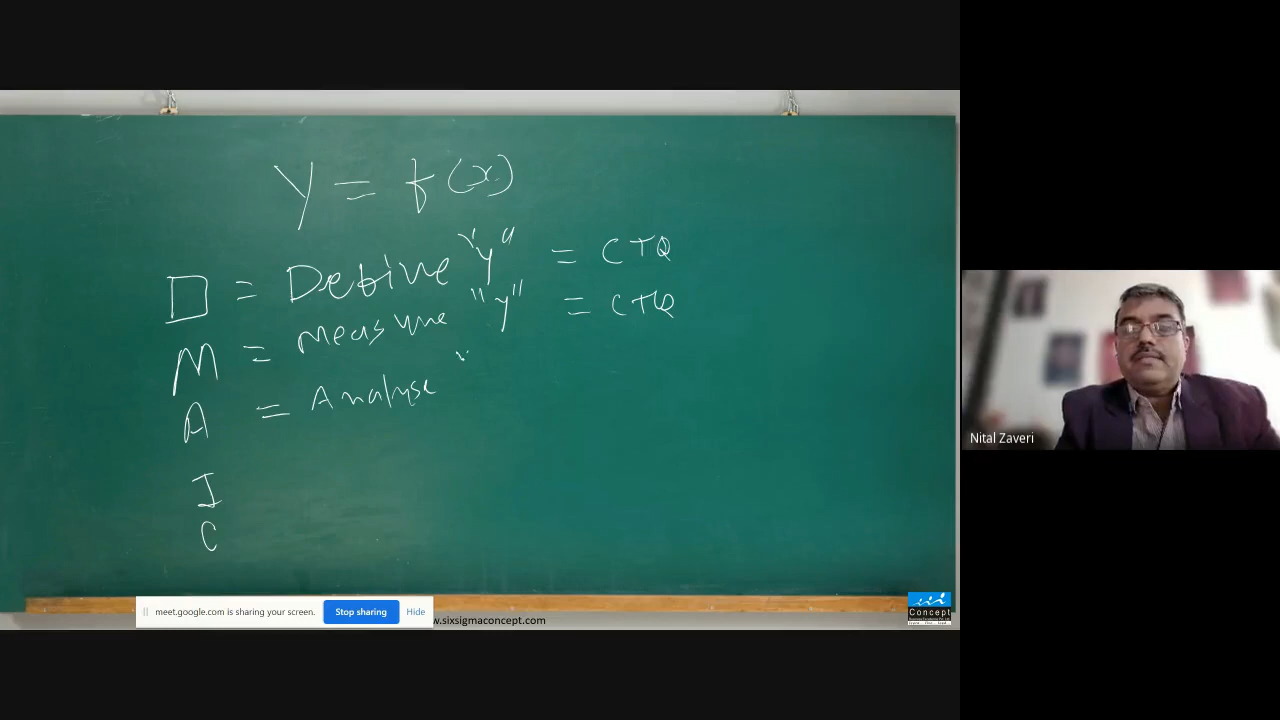 Y = f(x)
D = Define "y" = CTQ
M = Measure "y" = CTQ
A = Analyse "
I
C
Nital Zaveri
meet.google.com is sharing your screen. Stop sharing Hide
w.sixsigmaconcept.com
Concept